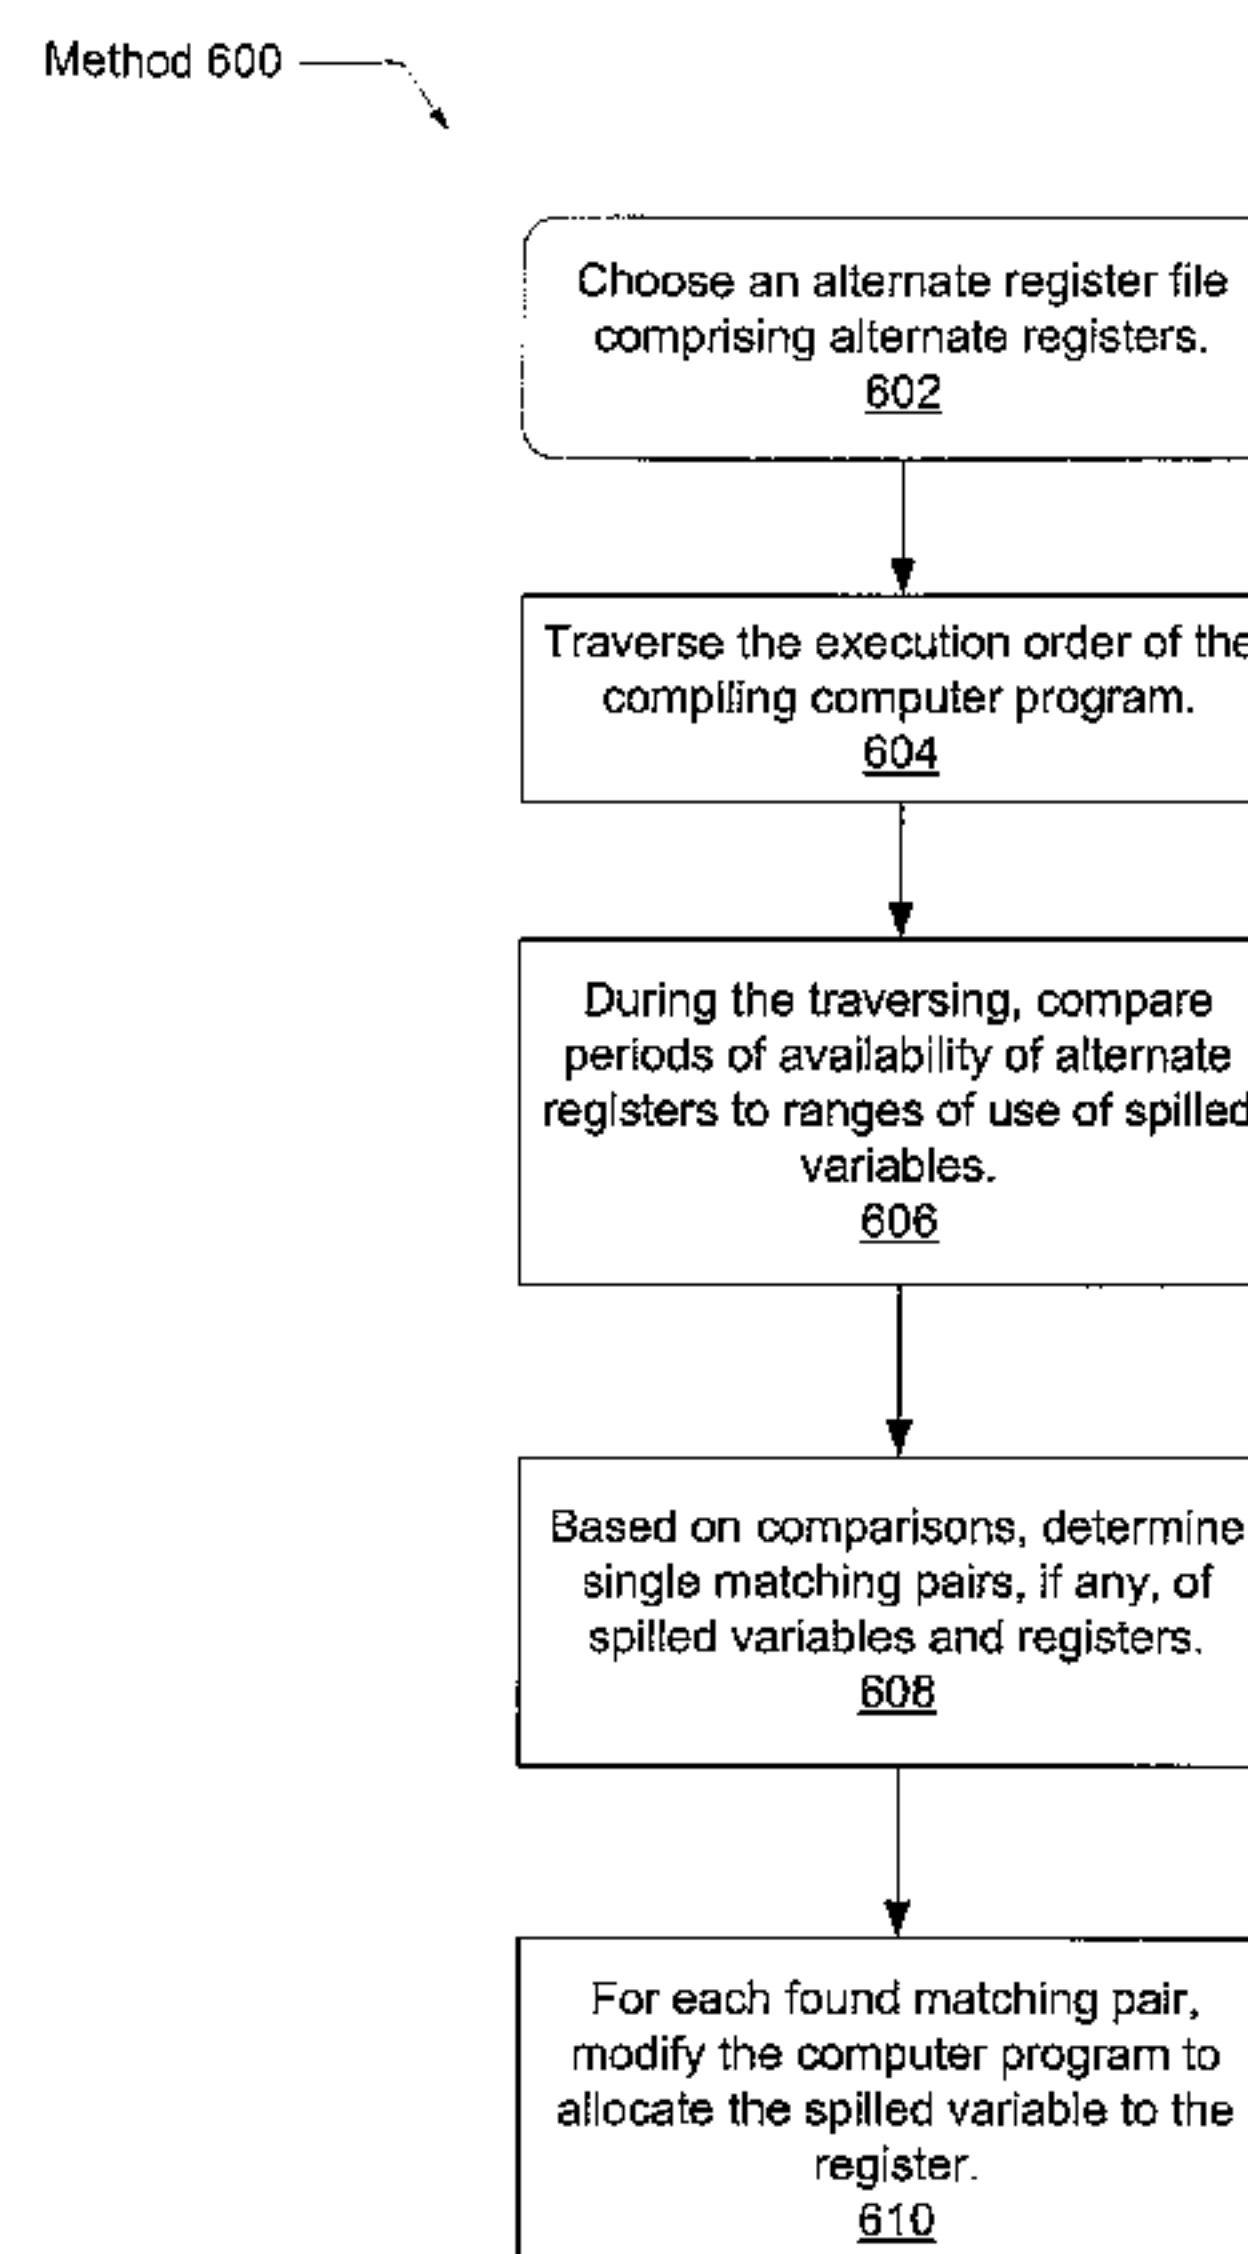 Method 600
Choose an alternate register file
comprising alternate registers.
602
Traverse the execution order of the
compiling computer program.
604
During the traversing, compare
periods of availability of alternate
registers to ranges of use of spilled
variables.
606
Based on comparisons, determine
single matching pairs, if any, of
spilled variables and registers.
608
For each found matching pair,
modify the computer program to
allocate the spilled variable to the
register.
610